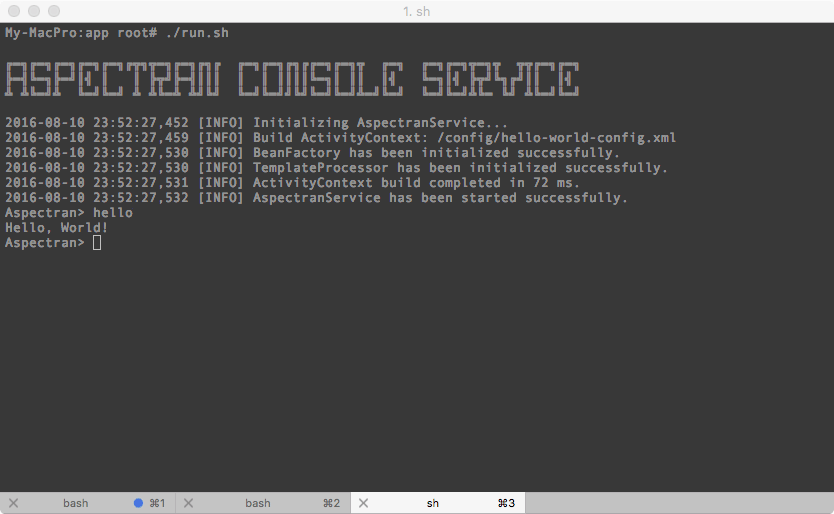 1. sh
My-MacPro:app root# ./run.sh
ASPECTRAN CONSOLE SERVICE
2016-08-10 23:52:27,452 [INFO] Initializing AspectranService...
2016-08-10 23:52:27,459 [INFO] Build ActivityContext: /config/hello-world-config.xml
2016-08-10 23:52:27,530 [INFO] BeanFactory has been initialized successfully.
2016-08-10 23:52:27,530 [INFO] TemplateProcessor has been initialized successfully.
2016-08-10 23:52:27,531 [INFO] ActivityContext build completed in 72 ms.
2016-08-10 23:52:27,532 [INFO] AspectranService has been started successfully.
Aspectran> hello
Hello, World!
Aspectran>
bash ⌘1 bash ⌘2 sh ⌘3